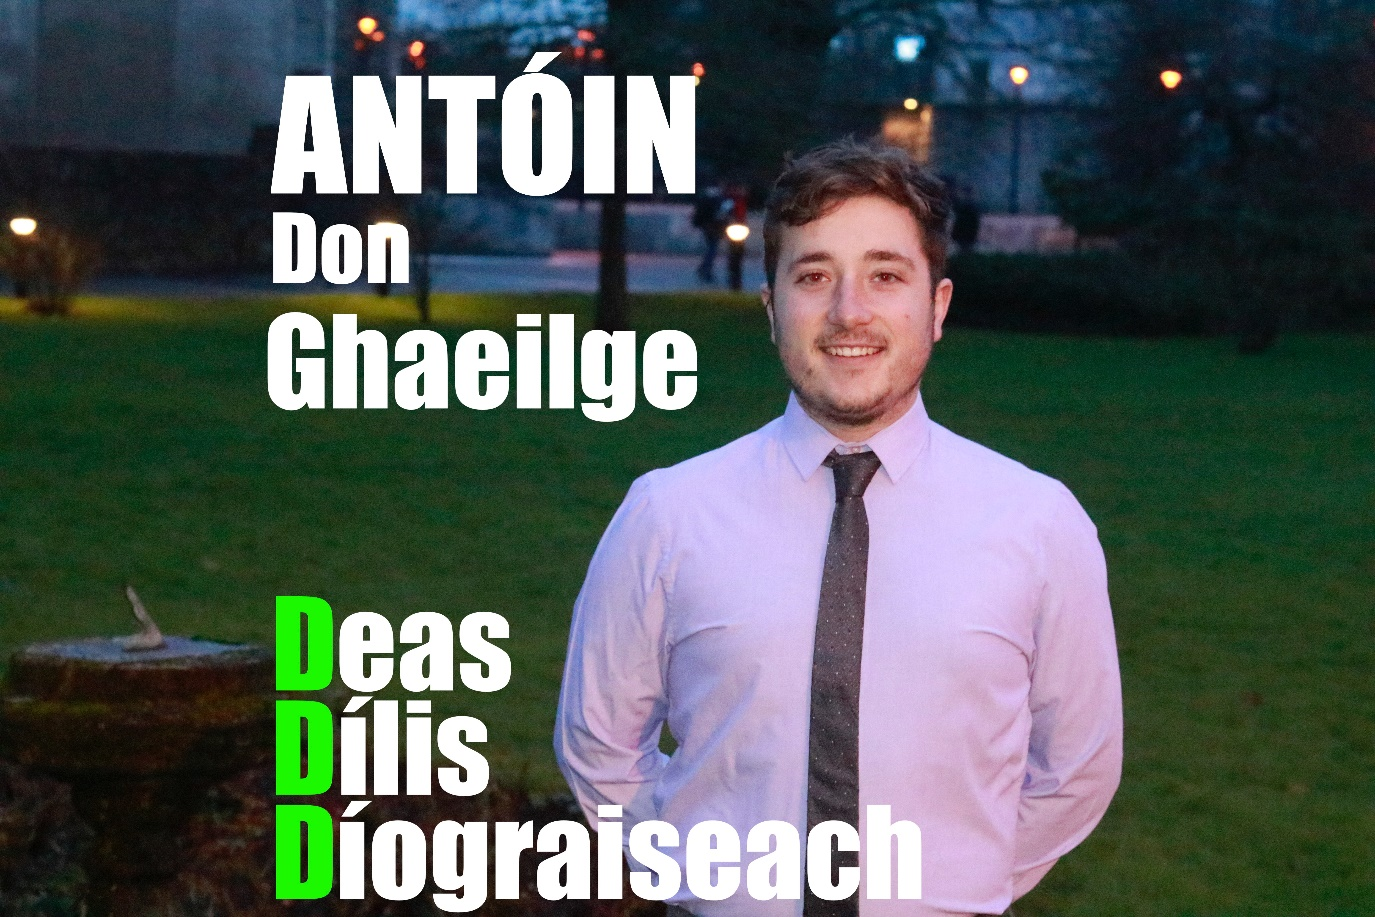 ANTÓIN
Don
Ghaeilge
Deas
Dílis
Díograiseach